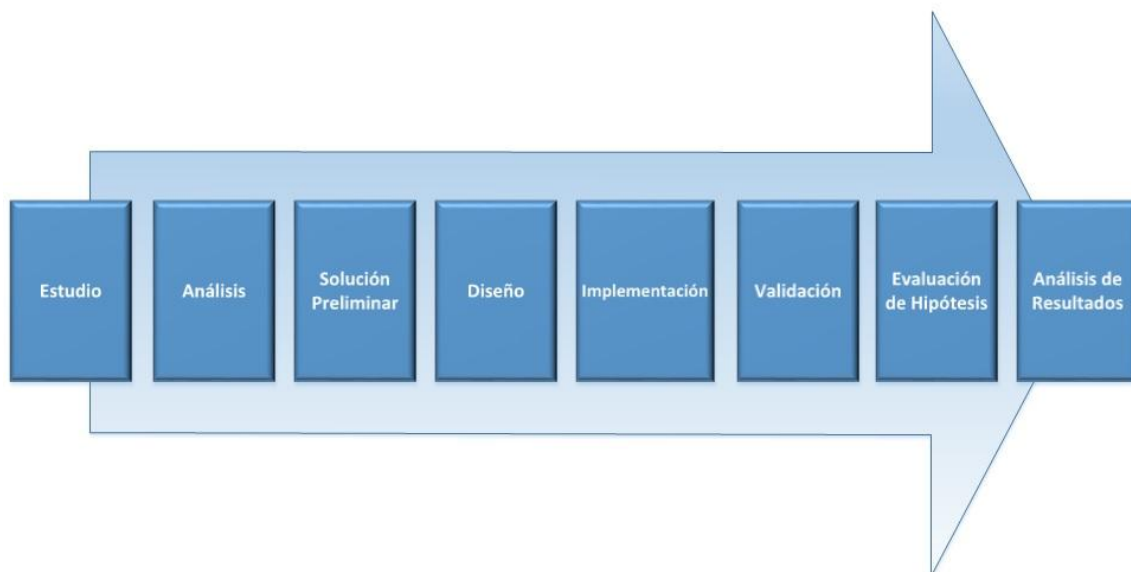 Estudio
Análisis
Solución
Preliminar
Diseño
Implementación
Validación
Evaluación
de Hipótesis
Análisis de
Resultados